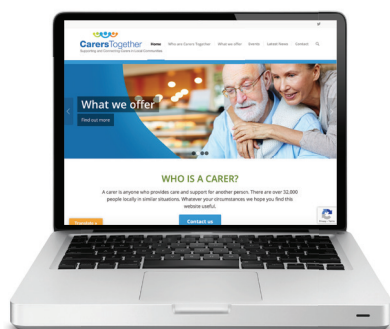 CarersTogether
Supporting and Connecting Carers in Local Communities
Home Who are Carers Together What we offer Events Latest News Contact
What we offer
Find out more
WHO IS A CARER?
A carer is anyone who provides care and support for another person. There are over 32,000
people locally in similar situations. Whatever your circumstances we hope you find this
website useful.
Translate »
Contact us